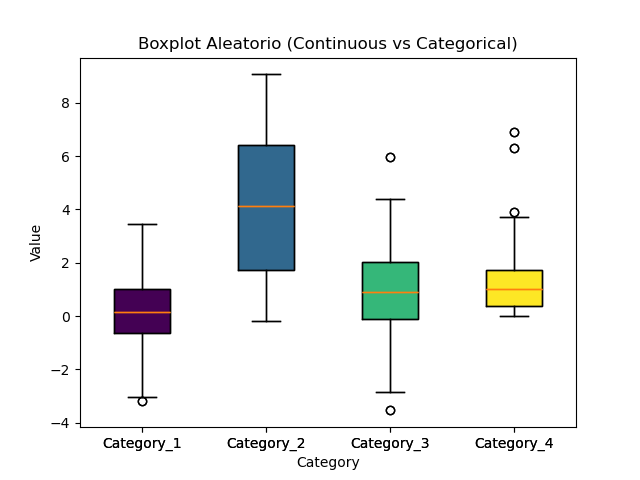 Boxplot Aleatorio (Continuous vs Categorical)
Value
8
6
4
2
0
−2
−4
Category_1 Category_2 Category_3 Category_4
Category